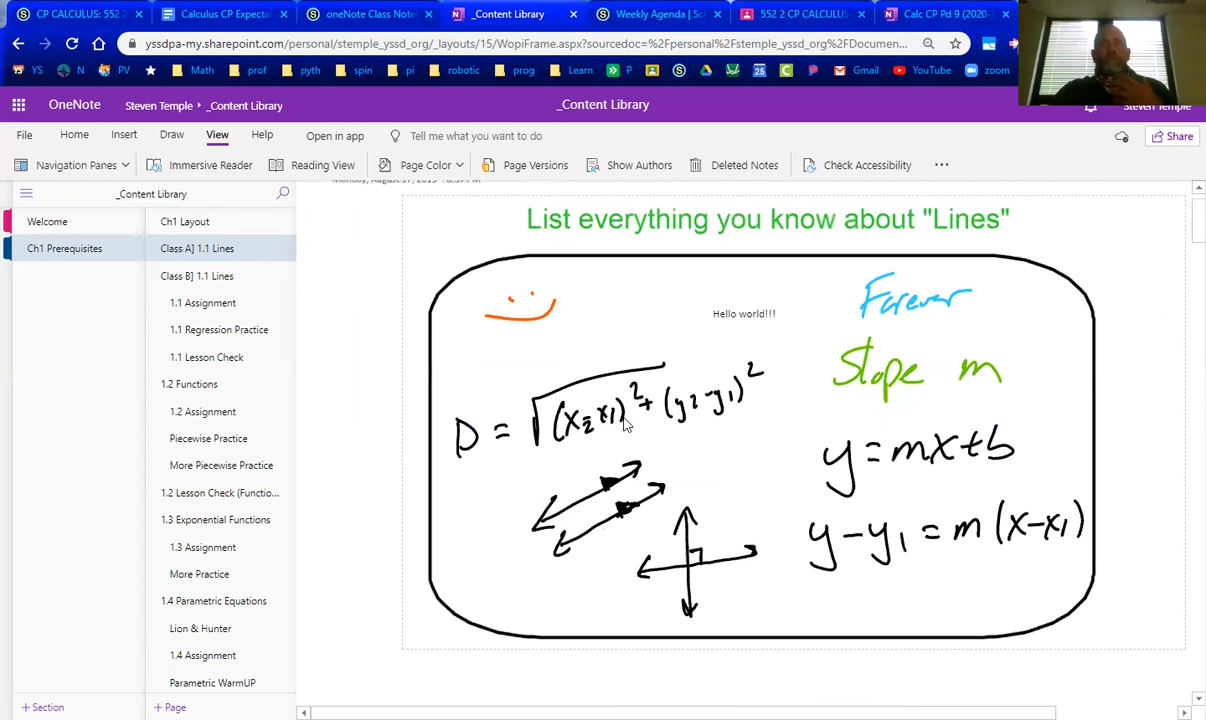 CP CALCULUS: 552 2
Calculus CP Expecta
oneNote Class Note
_Content Library
Weekly Agenda | Sc
552 2 CP CALCULUS
Calc CP Pd 9 (2020-
yssdpa-my.sharepoint.com/personal/stemple_yssd_org/_layouts/15/WopiFrame.aspx?sourcedoc=%2Fpersonal%2Fstemple_yssd_org%2FDocumen...
YS
N
PV
Math
prof
pyth
spin
pi
robotic
prog
Learn
P
Gmail
YouTube
zoom
OneNote
Steven Temple
_Content Library
_Content Library
Steven Temple
File
Home
Insert
Draw
View
Help
Open in app
Tell me what you want to do
Share
Navigation Panes
Immersive Reader
Reading View
Page Color
Page Versions
Show Authors
Deleted Notes
Check Accessibility
_Content Library
Welcome
Ch1 Prerequisites
Ch1 Layout
Class A] 1.1 Lines
Class B] 1.1 Lines
1.1 Assignment
1.1 Regression Practice
1.1 Lesson Check
1.2 Functions
1.2 Assignment
Piecewise Practice
More Piecewise Practice
1.2 Lesson Check (Functio...
1.3 Exponential Functions
1.3 Assignment
More Practice
1.4 Parametric Equations
Lion & Hunter
1.4 Assignment
Parametric WarmUP
+ Section
+ Page
List everything you know about "Lines"
Hello world!!!
Forever
Slope m
D = √(x₂-x₁)² + (y₂-y₁)²
y = mx+b
y-y₁ = m(x-x₁)